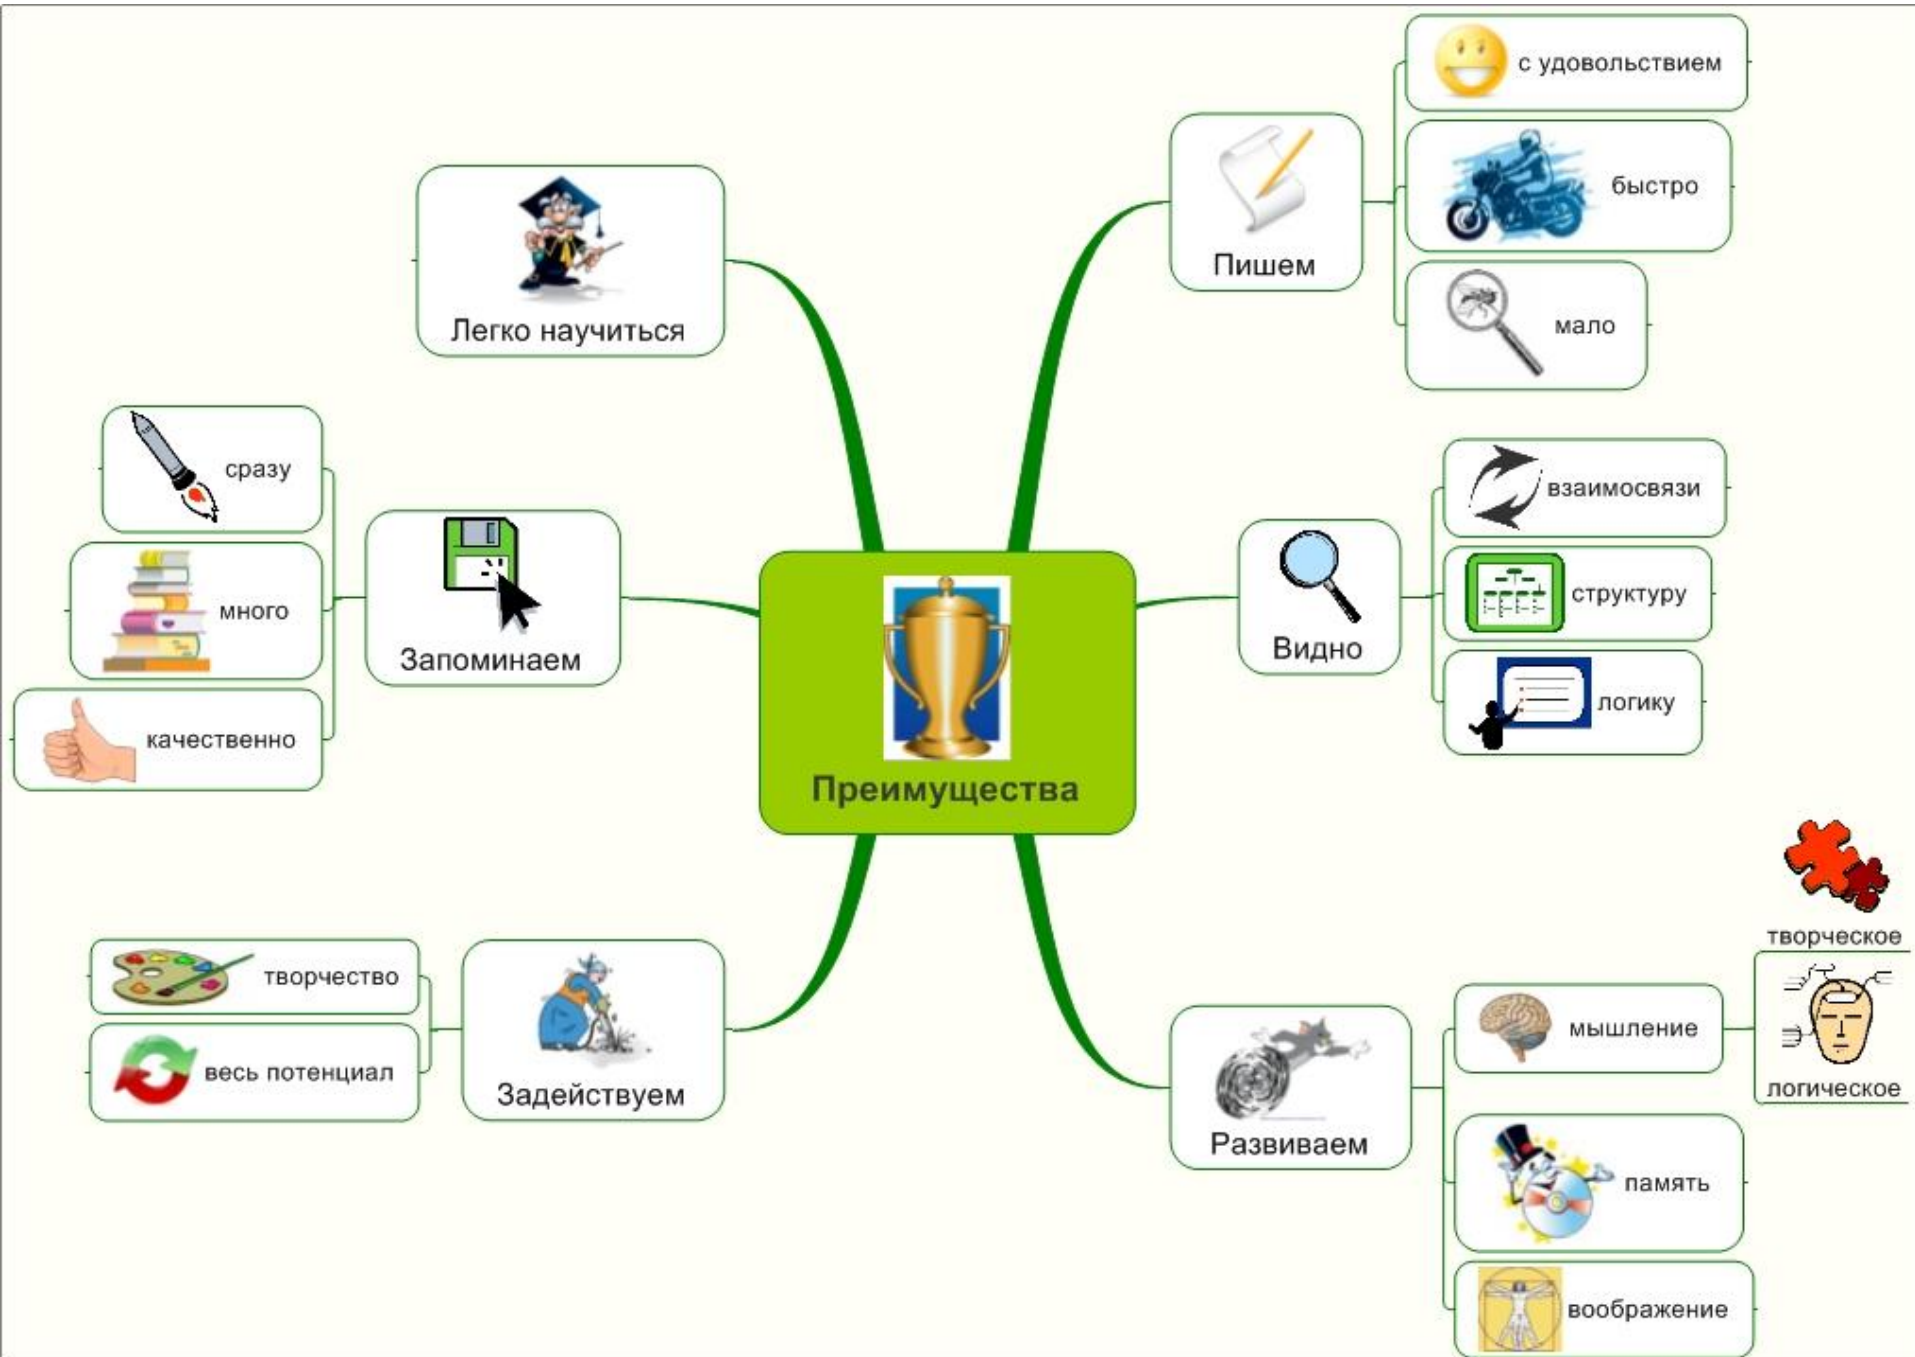 Преимущества
Пишем
с удовольствием
быстро
мало
Видно
взаимосвязи
структуру
логику
Развиваем
мышление
творческое
логическое
память
воображение
Задействуем
творчество
весь потенциал
Запоминаем
сразу
много
качественно
Легко научиться